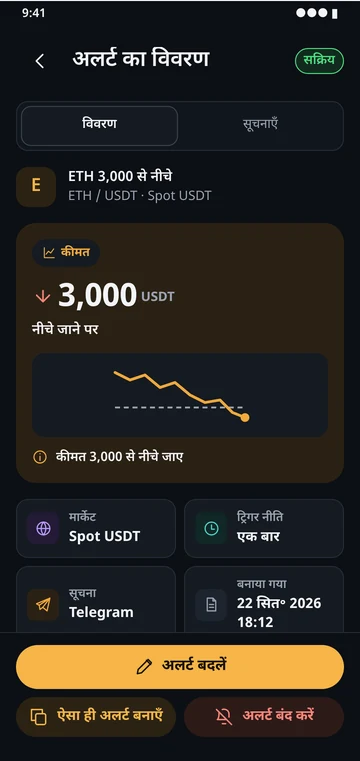 9:41
अलर्ट का विवरण
सक्रिय
विवरण
सूचनाएँ
E
ETH 3,000 से नीचे
ETH / USDT · Spot USDT
कीमत
3,000 USDT
नीचे जाने पर
कीमत 3,000 से नीचे जाए
मार्केट
Spot USDT
ट्रिगर नीति
एक बार
सूचना
Telegram
बनाया गया
22 सित॰ 2026
18:12
अलर्ट बदलें
ऐसा ही अलर्ट बनाएँ
अलर्ट बंद करें